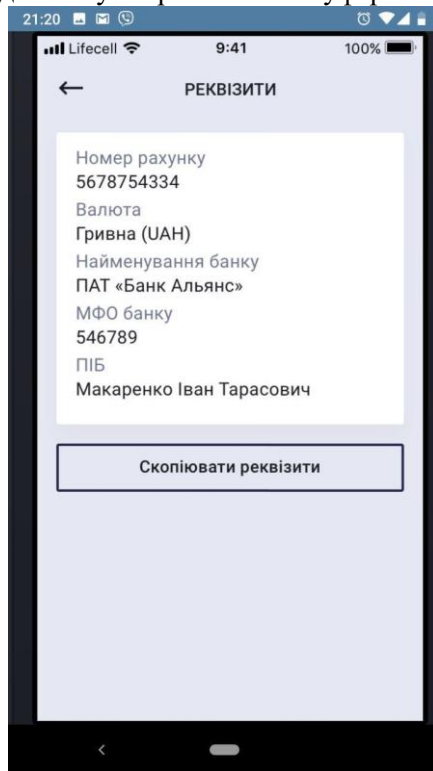 21:20
Lifecell 9:41 100%
РЕКВІЗИТИ
Номер рахунку
5678754334
Валюта
Гривна (UAH)
Найменування банку
ПАТ «Банк Альянс»
МФО банку
546789
ПІБ
Макаренко Іван Тарасович
Скопіювати реквізити